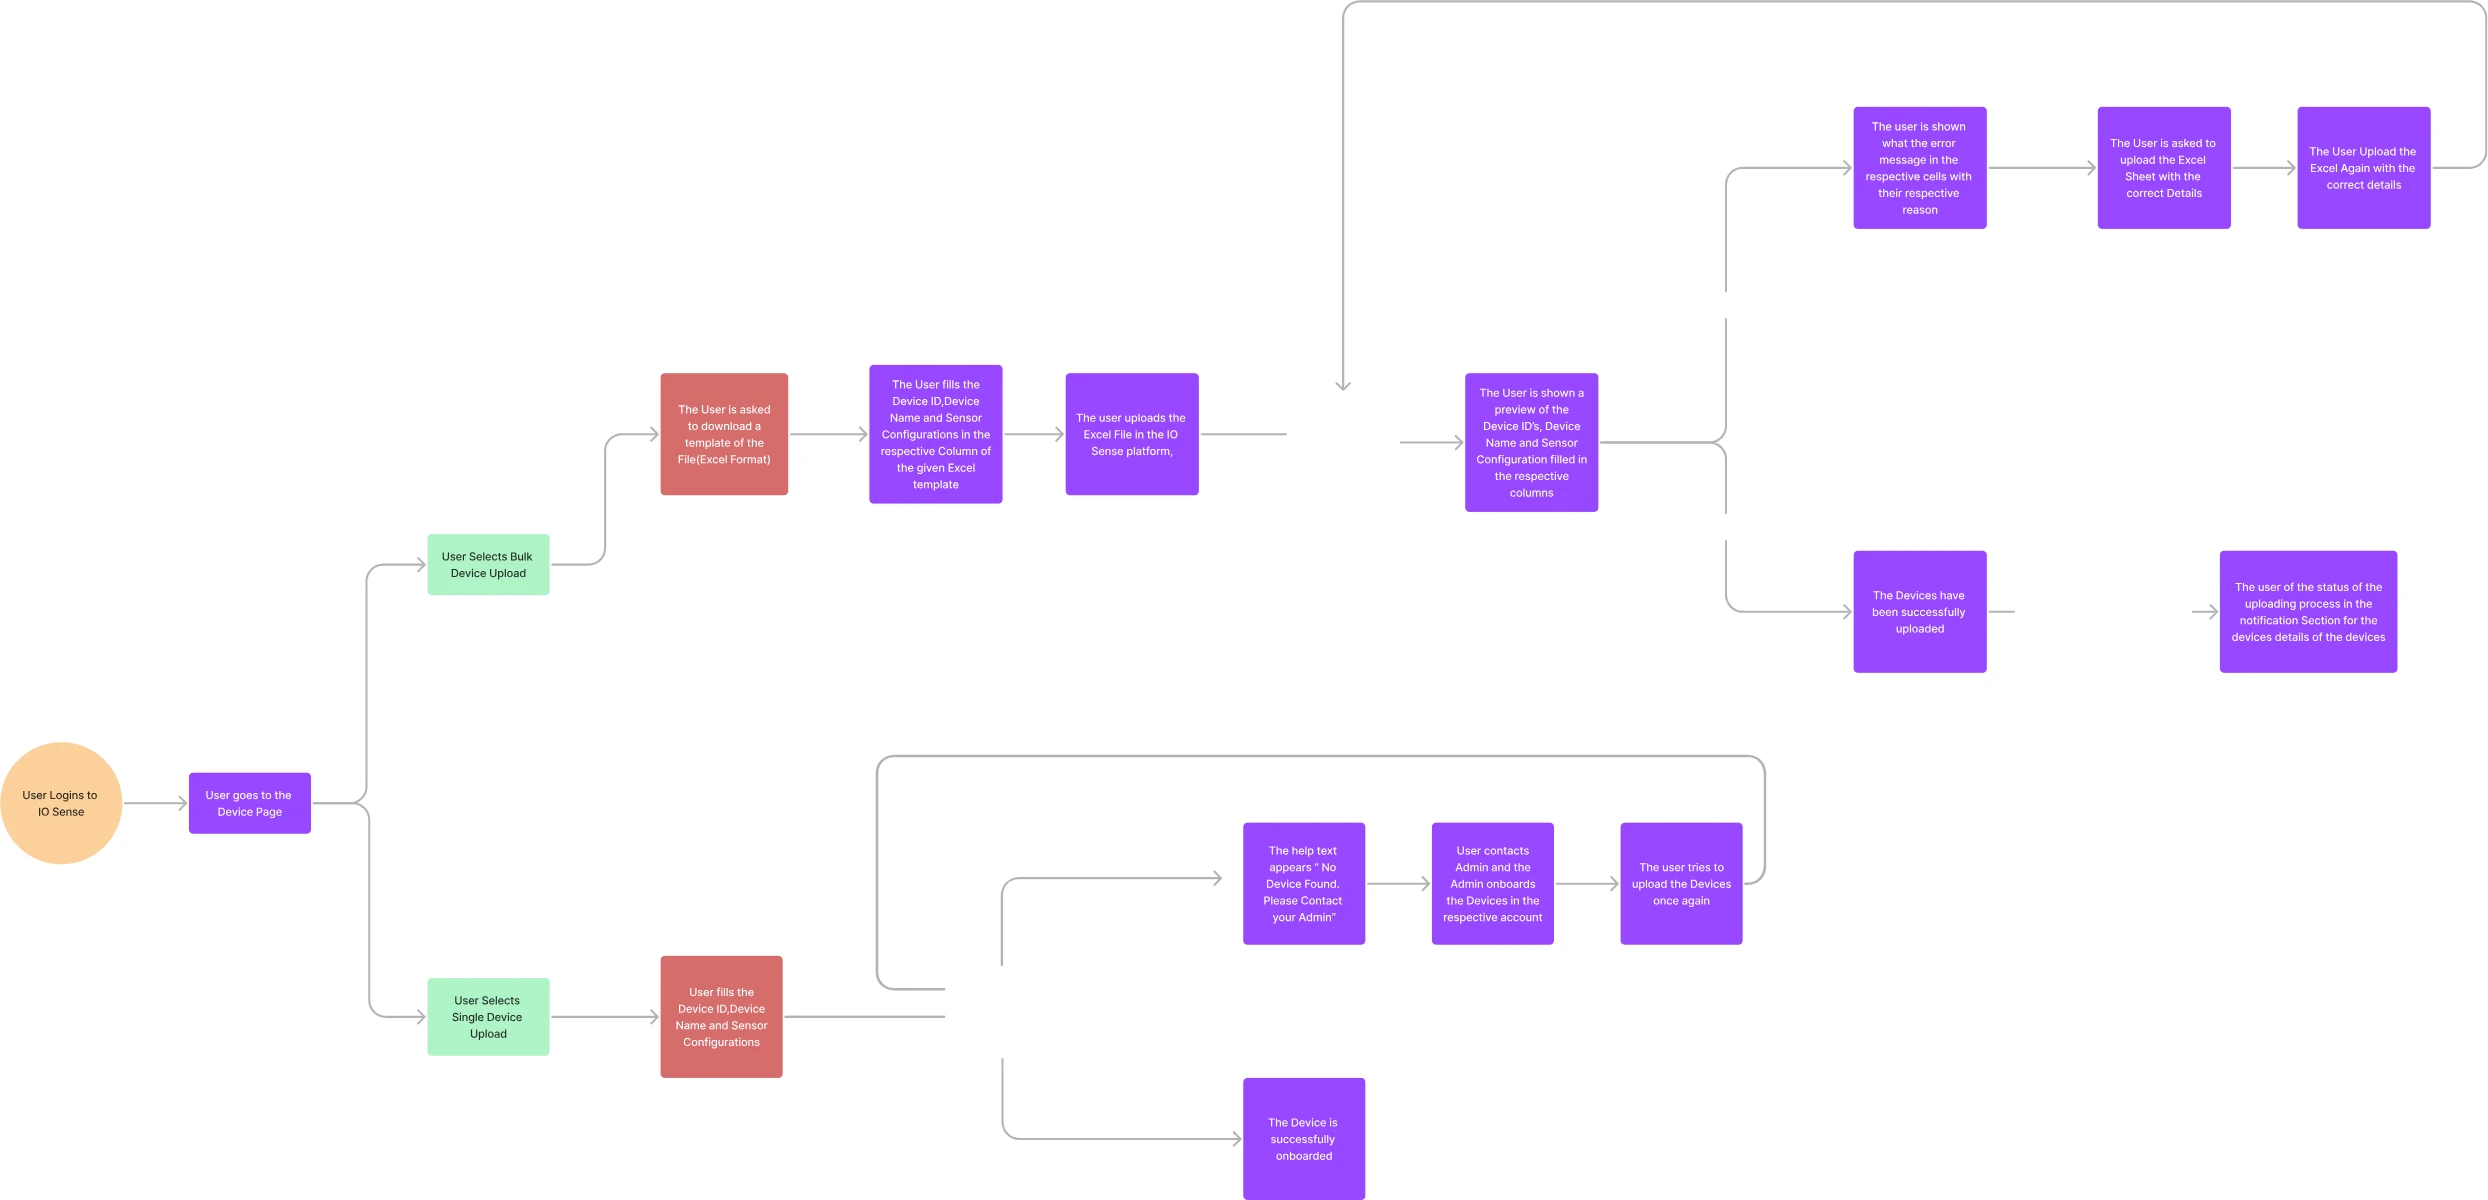 The user is shown
what the error
message in the
respective cells with
their respective
reason
The User is asked to
upload the Excel
Sheet with the
correct Details
The User Upload the
Excel Again with the
correct details
The User is asked
to download a
template of the
File(Excel Format)
The User fills the
Device ID,Device
Name and Sensor
Configurations in the
respective Column of
the given Excel
template
The user uploads the
Excel File in the IO
Sense platform,
The User is shown a
preview of the
Device ID's, Device
Name and Sensor
Configuration filled in
the respective
columns
User Selects Bulk
Device Upload
The Devices have
been successfully
uploaded
The user of the status of the
uploading process in the
notification Section for the
devices details of the devices
User Logins to
IO Sense
User goes to the
Device Page
The help text
appears " No
Device Found.
Please Contact
your Admin"
User contacts
Admin and the
Admin onboards
the Devices in the
respective account
The user tries to
upload the Devices
once again
User Selects
Single Device
Upload
User fills the
Device ID,Device
Name and Sensor
Configurations
The Device is
successfully
onboarded